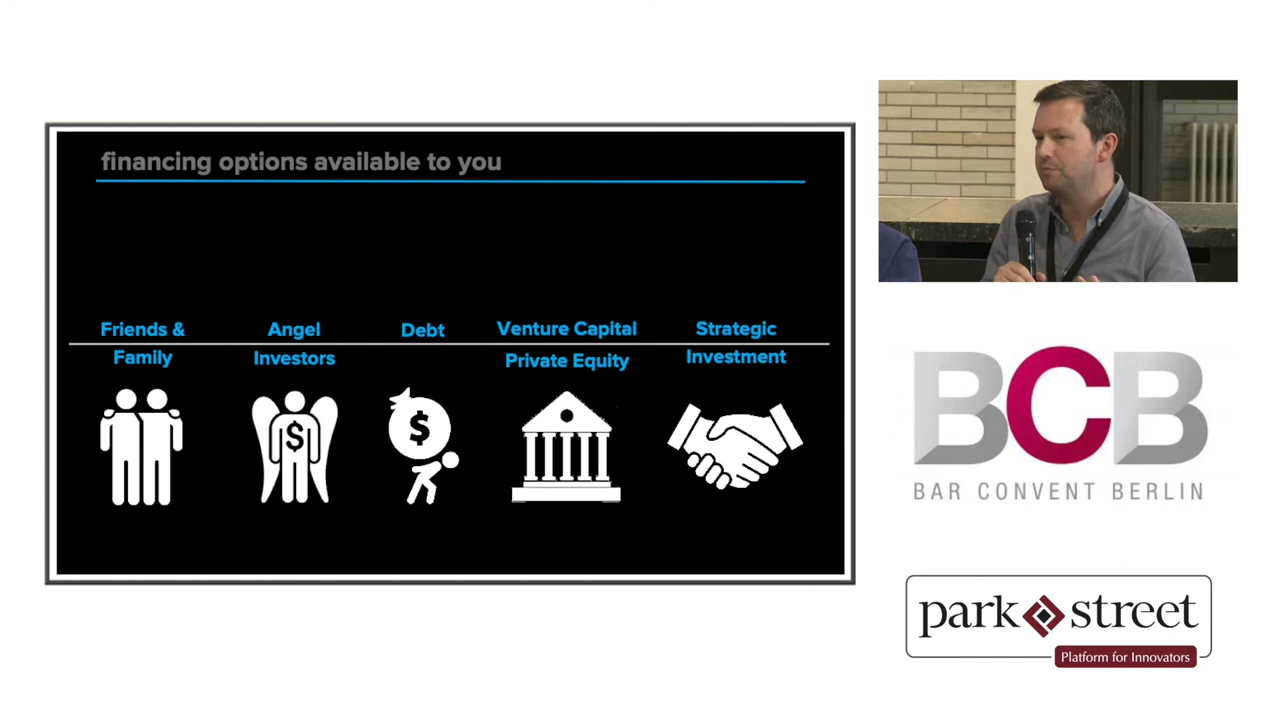 financing options available to you
Friends &
Family
Angel
Investors
Debt
Venture Capital
Private Equity
Strategic
Investment
$
$
BCB
BAR CONVENT BERLIN
park street
Platform for Innovators